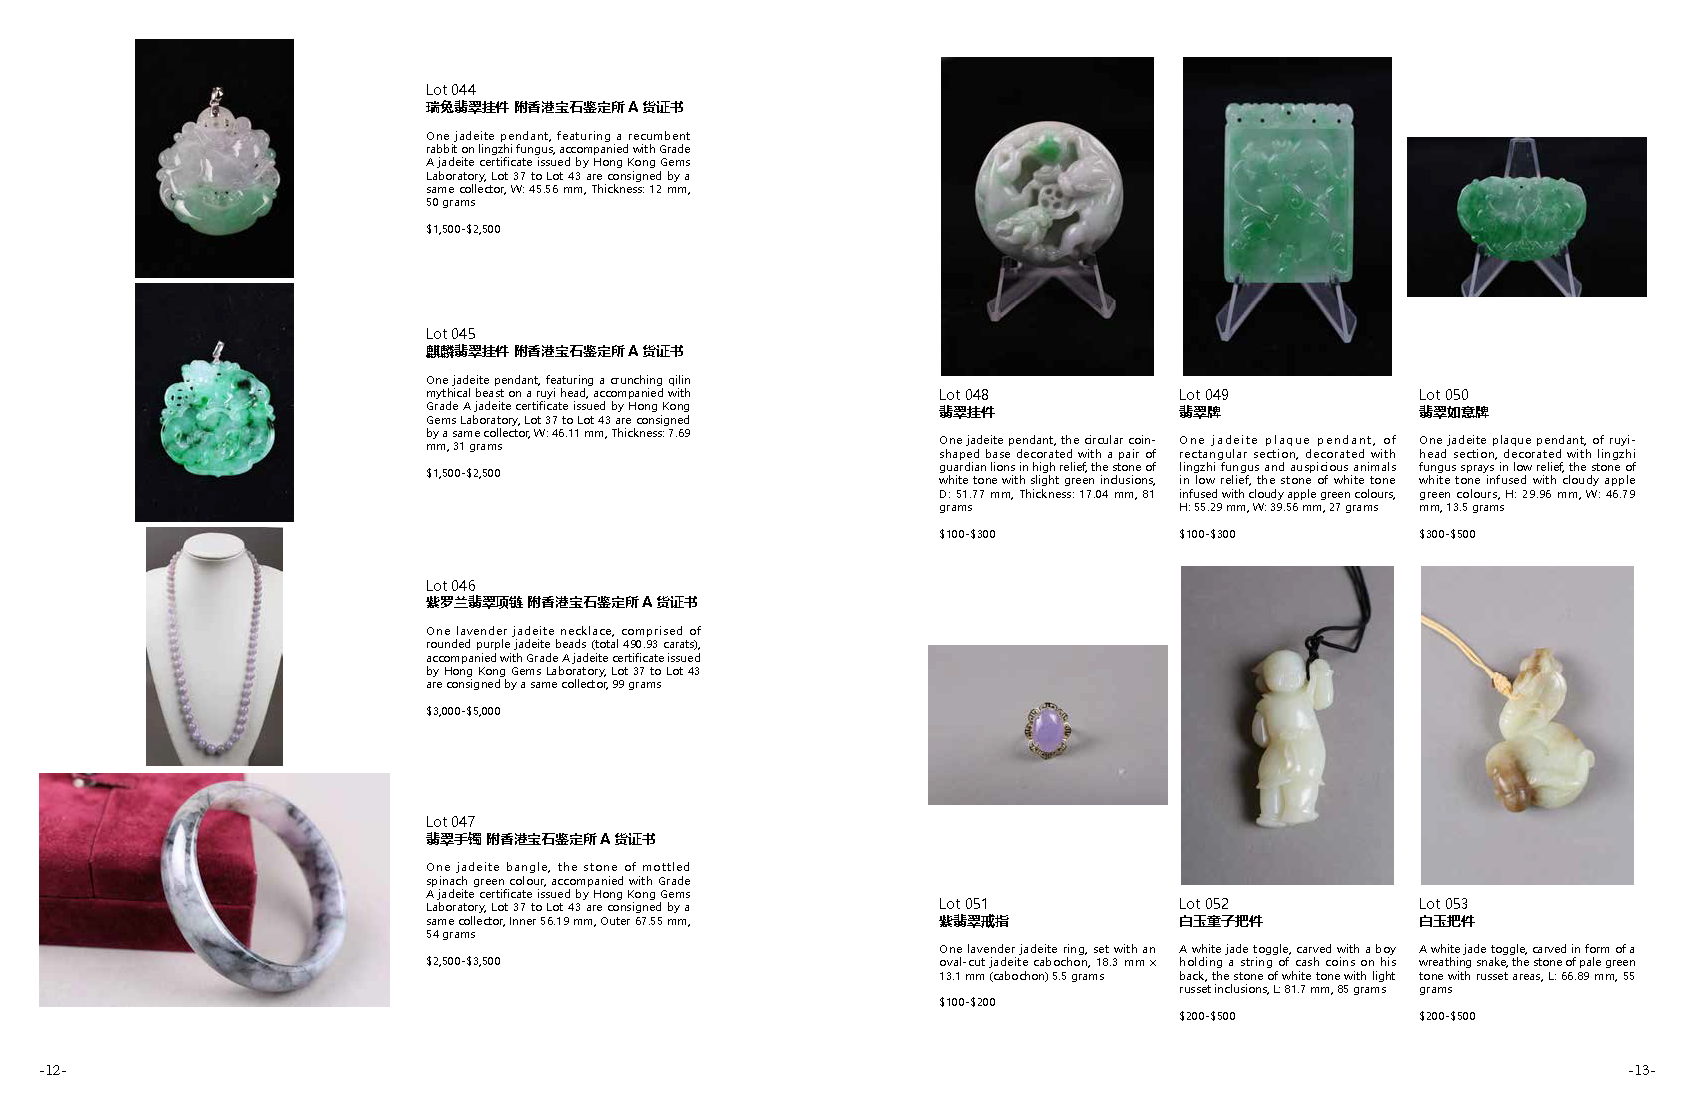 Lot 044
瑞兔翡翠挂件 附香港宝石鉴定所 A 货证书
One jadeite pendant, featuring a recumbent
rabbit on lingzhi fungus, accompanied with Grade
A jadeite certificate issued by Hong Kong Gems
Laboratory, Lot 37 to Lot 43 are consigned by a
same collector, W: 45.56 mm, Thickness: 12 mm,
50 grams
$1,500-$2,500
Lot 045
麒麟翡翠挂件 附香港宝石鉴定所 A 货证书
One jadeite pendant, featuring a crunching qilin
mythical beast on a ruyi head, accompanied with
Grade A jadeite certificate issued by Hong Kong
Gems Laboratory, Lot 37 to Lot 43 are consigned
by a same collector, W: 46.11 mm, Thickness: 7.69
mm, 31 grams
$1,500-$2,500
Lot 046
紫罗兰翡翠项链 附香港宝石鉴定所 A 货证书
One lavender jadeite necklace, comprised of
rounded purple jadeite beads (total 490.93 carats),
accompanied with Grade A jadeite certificate issued
by Hong Kong Gems Laboratory, Lot 37 to Lot 43
are consigned by a same collector, 99 grams
$3,000-$5,000
Lot 047
翡翠手镯 附香港宝石鉴定所 A 货证书
One jadeite bangle, the stone of mottled
spinach green colour, accompanied with Grade
A jadeite certificate issued by Hong Kong Gems
Laboratory, Lot 37 to Lot 43 are consigned by a
same collector, Inner 56.19 mm, Outer 67.55 mm,
54 grams
$2,500-$3,500
-12-
Lot 048
翡翠挂件
One jadeite pendant, the circular coin-
shaped base decorated with a pair of
guardian lions in high relief, the stone of
white tone with slight green inclusions,
D: 51.77 mm, Thickness: 17.04 mm, 81
grams
$100-$300
Lot 049
翡翠牌
One jadeite plaque pendant, of
rectangular section, decorated with
lingzhi fungus and auspicious animals
in low relief, the stone of white tone
infused with cloudy apple green colours,
H: 55.29 mm, W: 39.56 mm, 27 grams
$100-$300
Lot 050
翡翠如意牌
One jadeite plaque pendant, of ruyi-
head section, decorated with lingzhi
fungus sprays in low relief, the stone of
white tone infused with cloudy apple
green colours, H: 29.96 mm, W: 46.79
mm, 13.5 grams
$300-$500
Lot 051
紫翡翠戒指
One lavender jadeite ring, set with an
oval-cut jadeite cabochon, 18.3 mm x
13.1 mm (cabochon) 5.5 grams
$100-$200
Lot 052
白玉童子把件
A white jade toggle, carved with a boy
holding a string of cash coins on his
back, the stone of white tone with light
russet inclusions, L: 81.7 mm, 85 grams
$200-$500
Lot 053
白玉把件
A white jade toggle, carved in form of a
wreathing snake, the stone of pale green
tone with russet areas, L: 66.89 mm, 55
grams
$200-$500
-13-